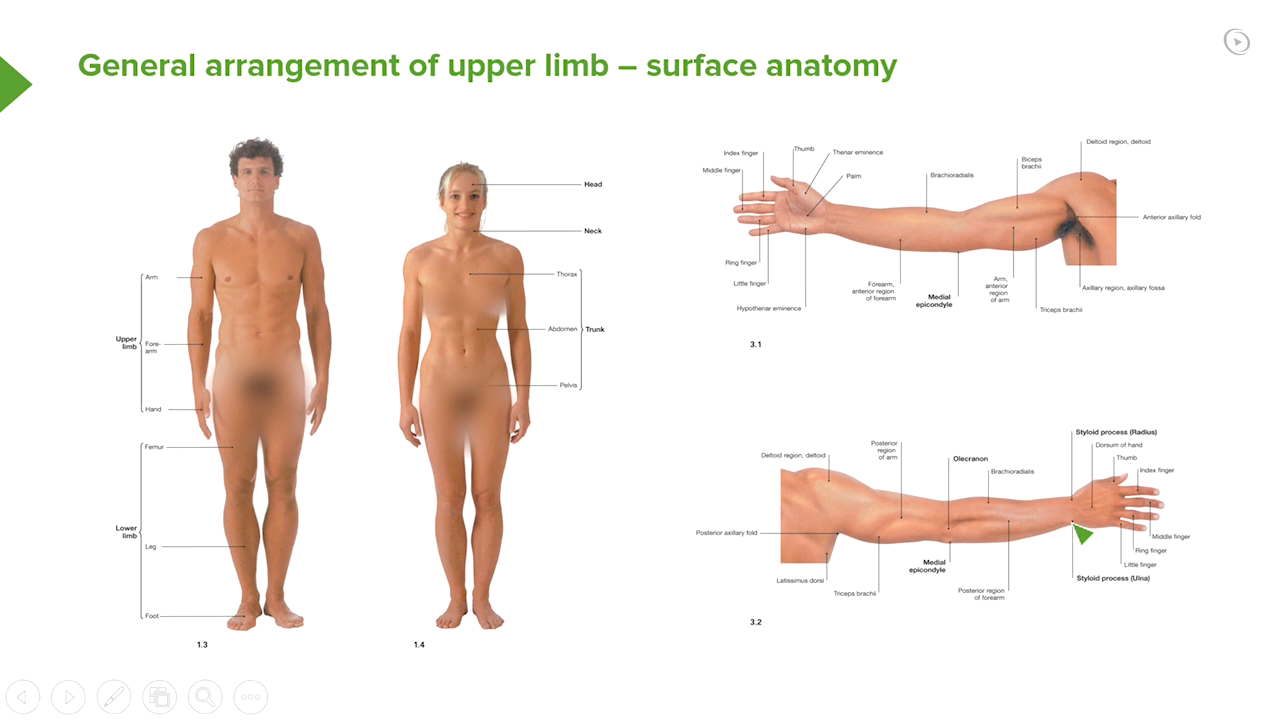 General arrangement of upper limb – surface anatomy
Head
Neck
Thorax
Abdomen
Trunk
Pelvis
Arm
Upper
limb
Fore-
arm
Hand
Femur
Lower
limb
Leg
Foot
1.3
1.4
Index finger
Thumb
Thenar eminence
Middle finger
Palm
Brachioradialis
Biceps
brachii
Deltoid region, deltoid
Anterior axillary fold
Ring finger
Little finger
Hypothenar eminence
Forearm,
anterior region
of forearm
Medial
epicondyle
Arm,
anterior
region
of arm
Triceps brachii
Axillary region, axillary fossa
3.1
Deltoid region, deltoid
Posterior
region
of arm
Olecranon
Brachioradialis
Styloid process (Radius)
Dorsum of hand
Thumb
Index finger
Posterior axillary fold
Latissimus dorsi
Triceps brachii
Medial
epicondyle
Posterior region
of forearm
Middle finger
Ring finger
Little finger
Styloid process (Ulna)
3.2